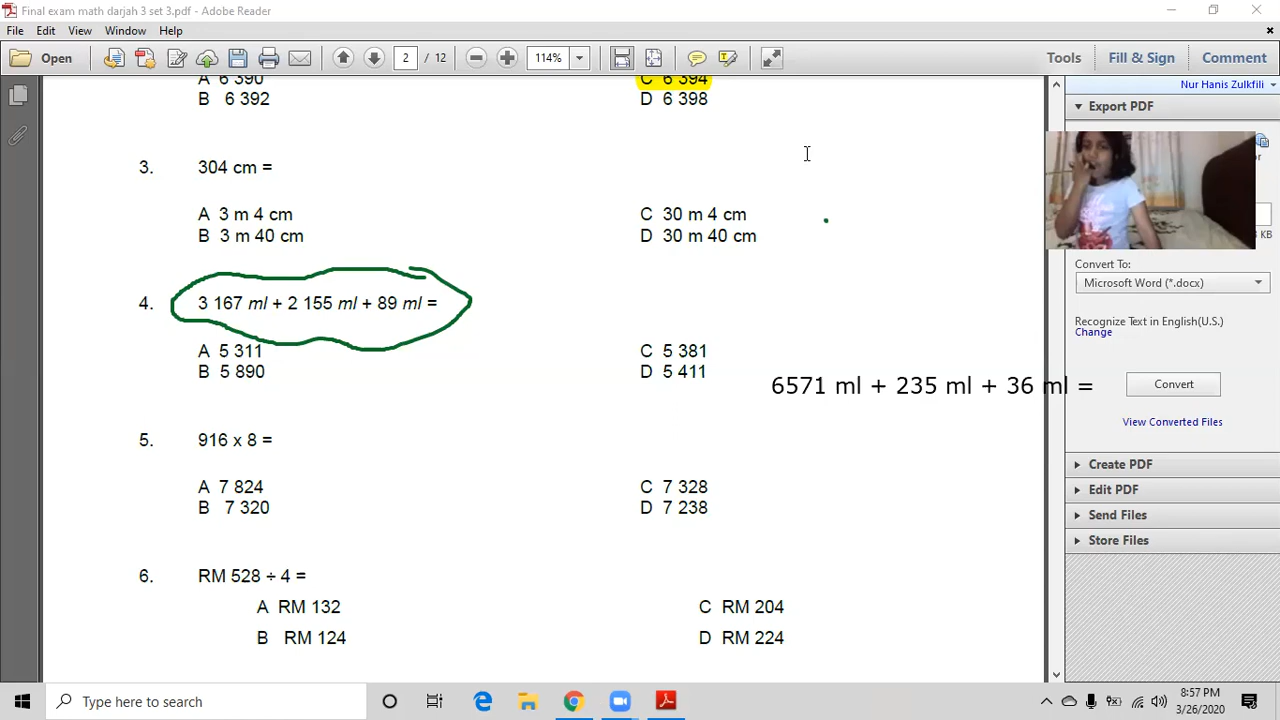 Final exam math darjah 3 set 3.pdf - Adobe Reader
File Edit View Window Help
Open 2 / 12 114% Tools Fill & Sign Comment
Nur Hanis Zulkfili
A 6 390 C 6 394
B 6 392 D 6 398
Export PDF
3. 304 cm =
A 3 m 4 cm C 30 m 4 cm
B 3 m 40 cm D 30 m 40 cm
KB
Convert To:
Microsoft Word (*.docx)
4. 3 167 ml + 2 155 ml + 89 ml =
Recognize Text in English(U.S.)
Change
A 5 311 C 5 381
B 5 890 D 5 411
6571 ml + 235 ml + 36 ml =
Convert
View Converted Files
5. 916 x 8 =
Create PDF
A 7 824 C 7 328
Edit PDF
B 7 320 D 7 238
Send Files
Store Files
6. RM 528 ÷ 4 =
A RM 132 C RM 204
B RM 124 D RM 224
Type here to search
8:57 PM
3/26/2020